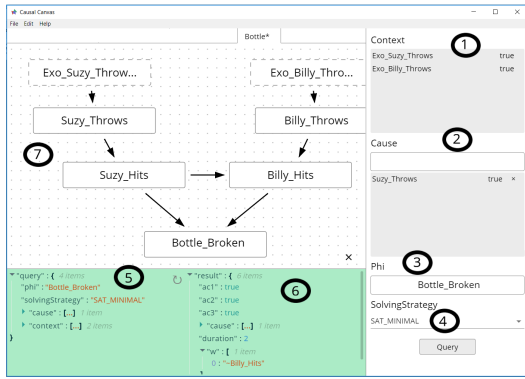 Causal Canvas
File Edit Help
Bottle*
Exo_Suzy_Throw...
Exo_Billy_Thro...
Suzy_Throws
Billy_Throws
7
Suzy_Hits
Billy_Hits
Bottle_Broken
×
"query" : { 4 items
"phi" : "Bottle_Broken"
"solvingStrategy" : "SAT_MINIMAL"
"cause" : [...] 1 item
"context" : [...] 2 items
}
5
"result" : { 6 items
"ac1" : true
"ac2" : true
"ac3" : true
"cause" : [...] 1 item
"duration" : 2
"w" : [ 1 item
0 : "~Billy_Hits"
6
Context
1
Exo_Suzy_Throws true
Exo_Billy_Throws true
Cause
2
Suzy_Throws true ×
3
Phi
Bottle_Broken
SolvingStrategy
SAT_MINIMAL
4
Query